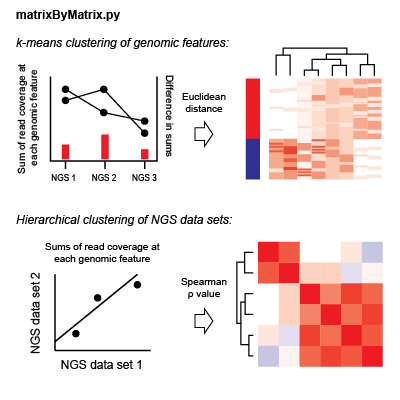 matrixByMatrix.py
k-means clustering of genomic features:
Sum of read coverage at
each genomic feature
Difference in sums
NGS 1 NGS 2 NGS 3
Euclidean
distance
Hierarchical clustering of NGS data sets:
Sums of read coverage at
each genomic feature
NGS data set 2
NGS data set 1
Spearman
ρ value